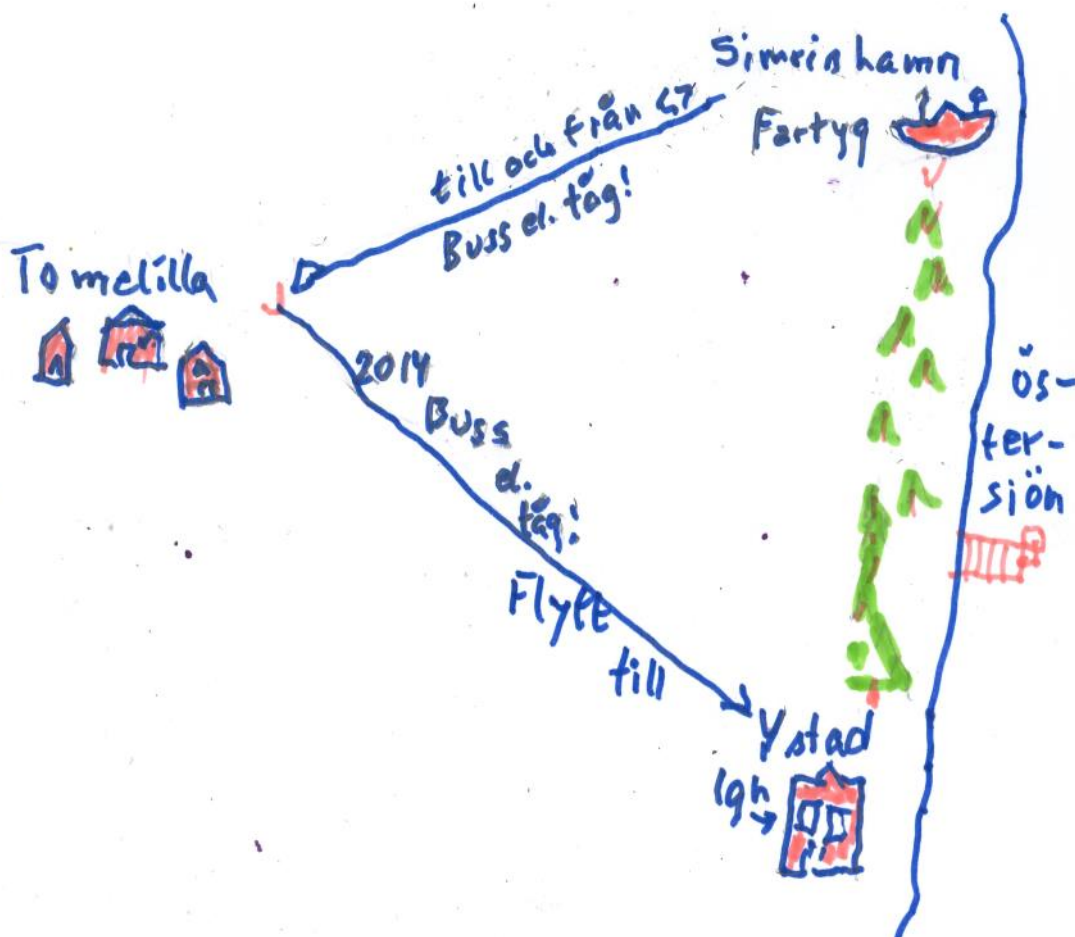 Simrishamn
Fartyg
till och från
Buss el. tåg!
Tomelilla
2014
Buss
el.
tåg!
Flytt
till
ös-
ter-
sjön
Ystad
lgh